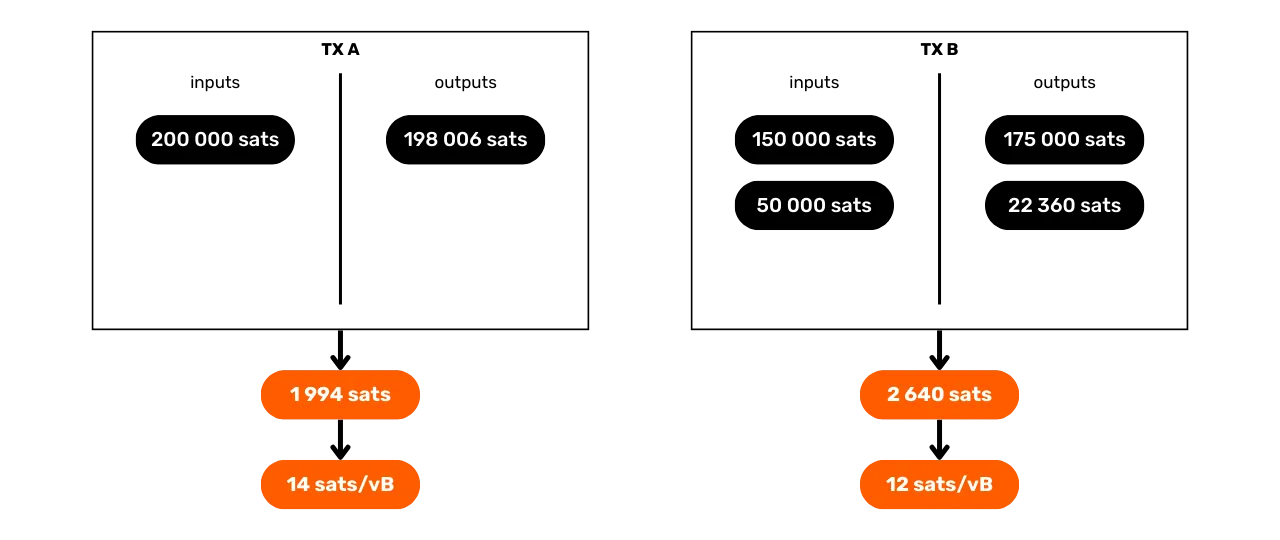 TX A
inputs
outputs
200 000 sats
198 006 sats
1 994 sats
14 sats/vB
TX B
inputs
outputs
150 000 sats
175 000 sats
50 000 sats
22 360 sats
2 640 sats
12 sats/vB